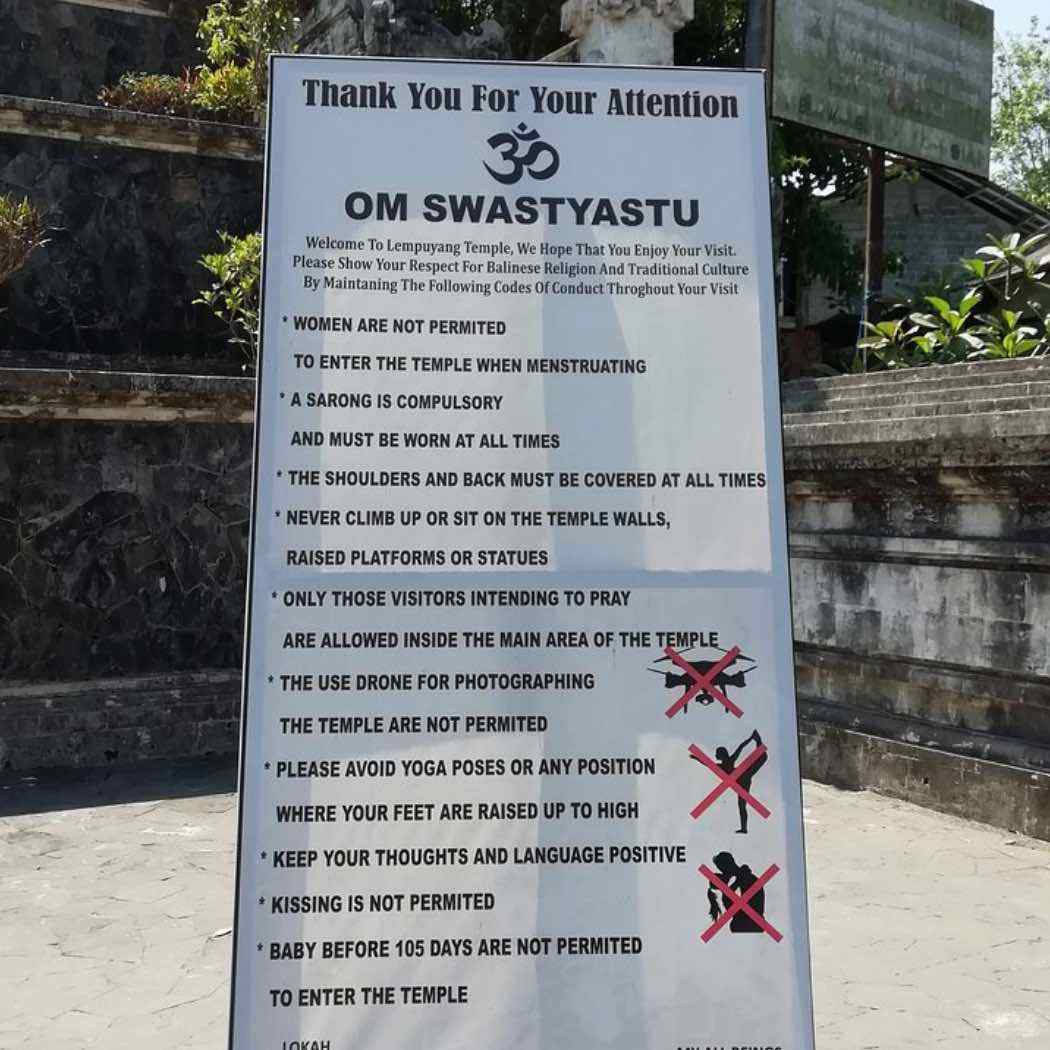 Thank You For Your Attention
ॐ
OM SWASTYASTU
Welcome To Lempuyang Temple, We Hope That You Enjoy Your Visit.
Please Show Your Respect For Balinese Religion And Traditional Culture
By Maintaning The Following Codes Of Conduct Throghout Your Visit
* WOMEN ARE NOT PERMITED
TO ENTER THE TEMPLE WHEN MENSTRUATING
* A SARONG IS COMPULSORY
AND MUST BE WORN AT ALL TIMES
* THE SHOULDERS AND BACK MUST BE COVERED AT ALL TIMES
* NEVER CLIMB UP OR SIT ON THE TEMPLE WALLS,
RAISED PLATFORMS OR STATUES
* ONLY THOSE VISITORS INTENDING TO PRAY
ARE ALLOWED INSIDE THE MAIN AREA OF THE TEMPLE
* THE USE DRONE FOR PHOTOGRAPHING
THE TEMPLE ARE NOT PERMITED
* PLEASE AVOID YOGA POSES OR ANY POSITION
WHERE YOUR FEET ARE RAISED UP TO HIGH
* KEEP YOUR THOUGHTS AND LANGUAGE POSITIVE
* KISSING IS NOT PERMITED
* BABY BEFORE 105 DAYS ARE NOT PERMITED
TO ENTER THE TEMPLE
LOKAH
ALL BEINGS